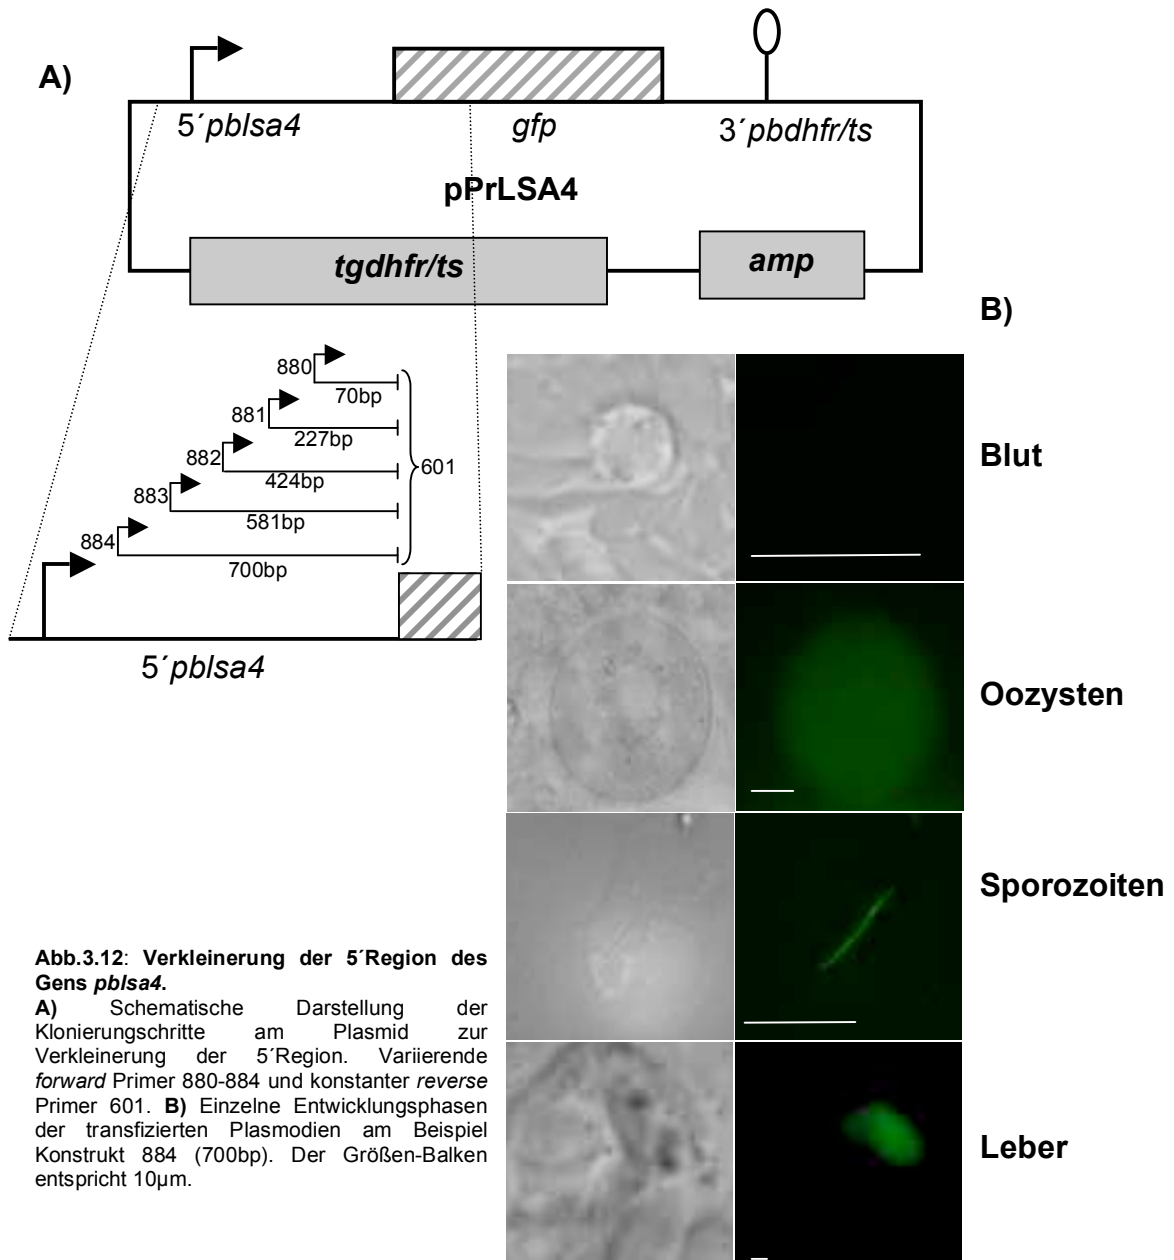 A)
5´pblsa4
gfp
3´pbdhfr/ts
pPrLSA4
tgdhfr/ts
amp
880
70bp
881
227bp
882
424bp
601
883
581bp
884
700bp
5´pblsa4
B)
Blut
Oozysten
Sporozoiten
Leber
Abb.3.12: Verkleinerung der 5´Region des
Gens pblsa4.
A) Schematische Darstellung der
Klonierungschritte am Plasmid zur
Verkleinerung der 5´Region. Variierende
forward Primer 880-884 und konstanter reverse
Primer 601. B) Einzelne Entwicklungsphasen
der transfizierten Plasmodien am Beispiel
Konstrukt 884 (700bp). Der Größen-Balken
entspricht 10µm.